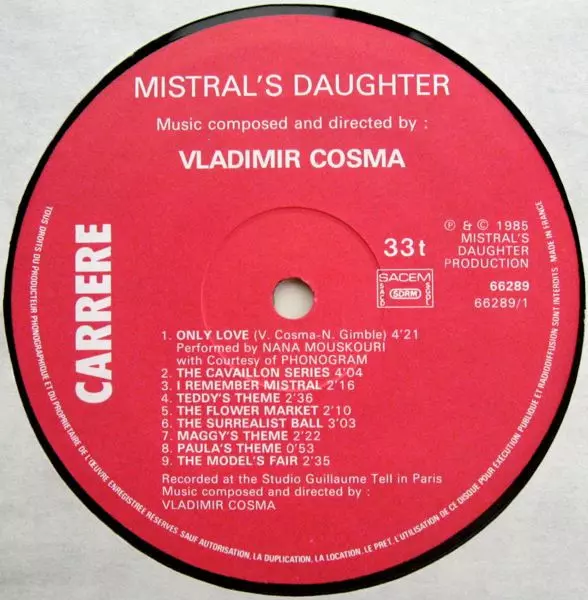 MISTRAL'S DAUGHTER
Music composed and directed by :
VLADIMIR COSMA
CARRERE
33t
SACEM
SACD
SDRM
SGDL
℗ & © 1985
MISTRAL'S
DAUGHTER
PRODUCTION
66289
66289/1
1. ONLY LOVE (V. Cosma-N. Gimble) 4'21
Performed by NANA MOUSKOURI
with Courtesy of PHONOGRAM
2. THE CAVAILLON SERIES 4'04
3. I REMEMBER MISTRAL 2'16
4. TEDDY'S THEME 2'36
5. THE FLOWER MARKET 2'10
6. THE SURREALIST BALL 3'03
7. MAGGY'S THEME 2'22
8. PAULA'S THEME 0'53
9. THE MODEL'S FAIR 2'35
Recorded at the Studio Guillaume Tell in Paris
Music composed and directed by :
VLADIMIR COSMA
TOUS DROITS DU PRODUCTEUR PHONOGRAPHIQUE ET DU PROPRIETAIRE DE L'ŒUVRE ENREGISTREE RESERVES SAUF AUTORISATION, LA DUPLICATION, LA LOCATION, LE PRET, L'UTILISATION DE CE DISQUE POUR EXECUTION PUBLIQUE ET RADIODIFFUSION SONT INTERDITS MADE IN FRANCE